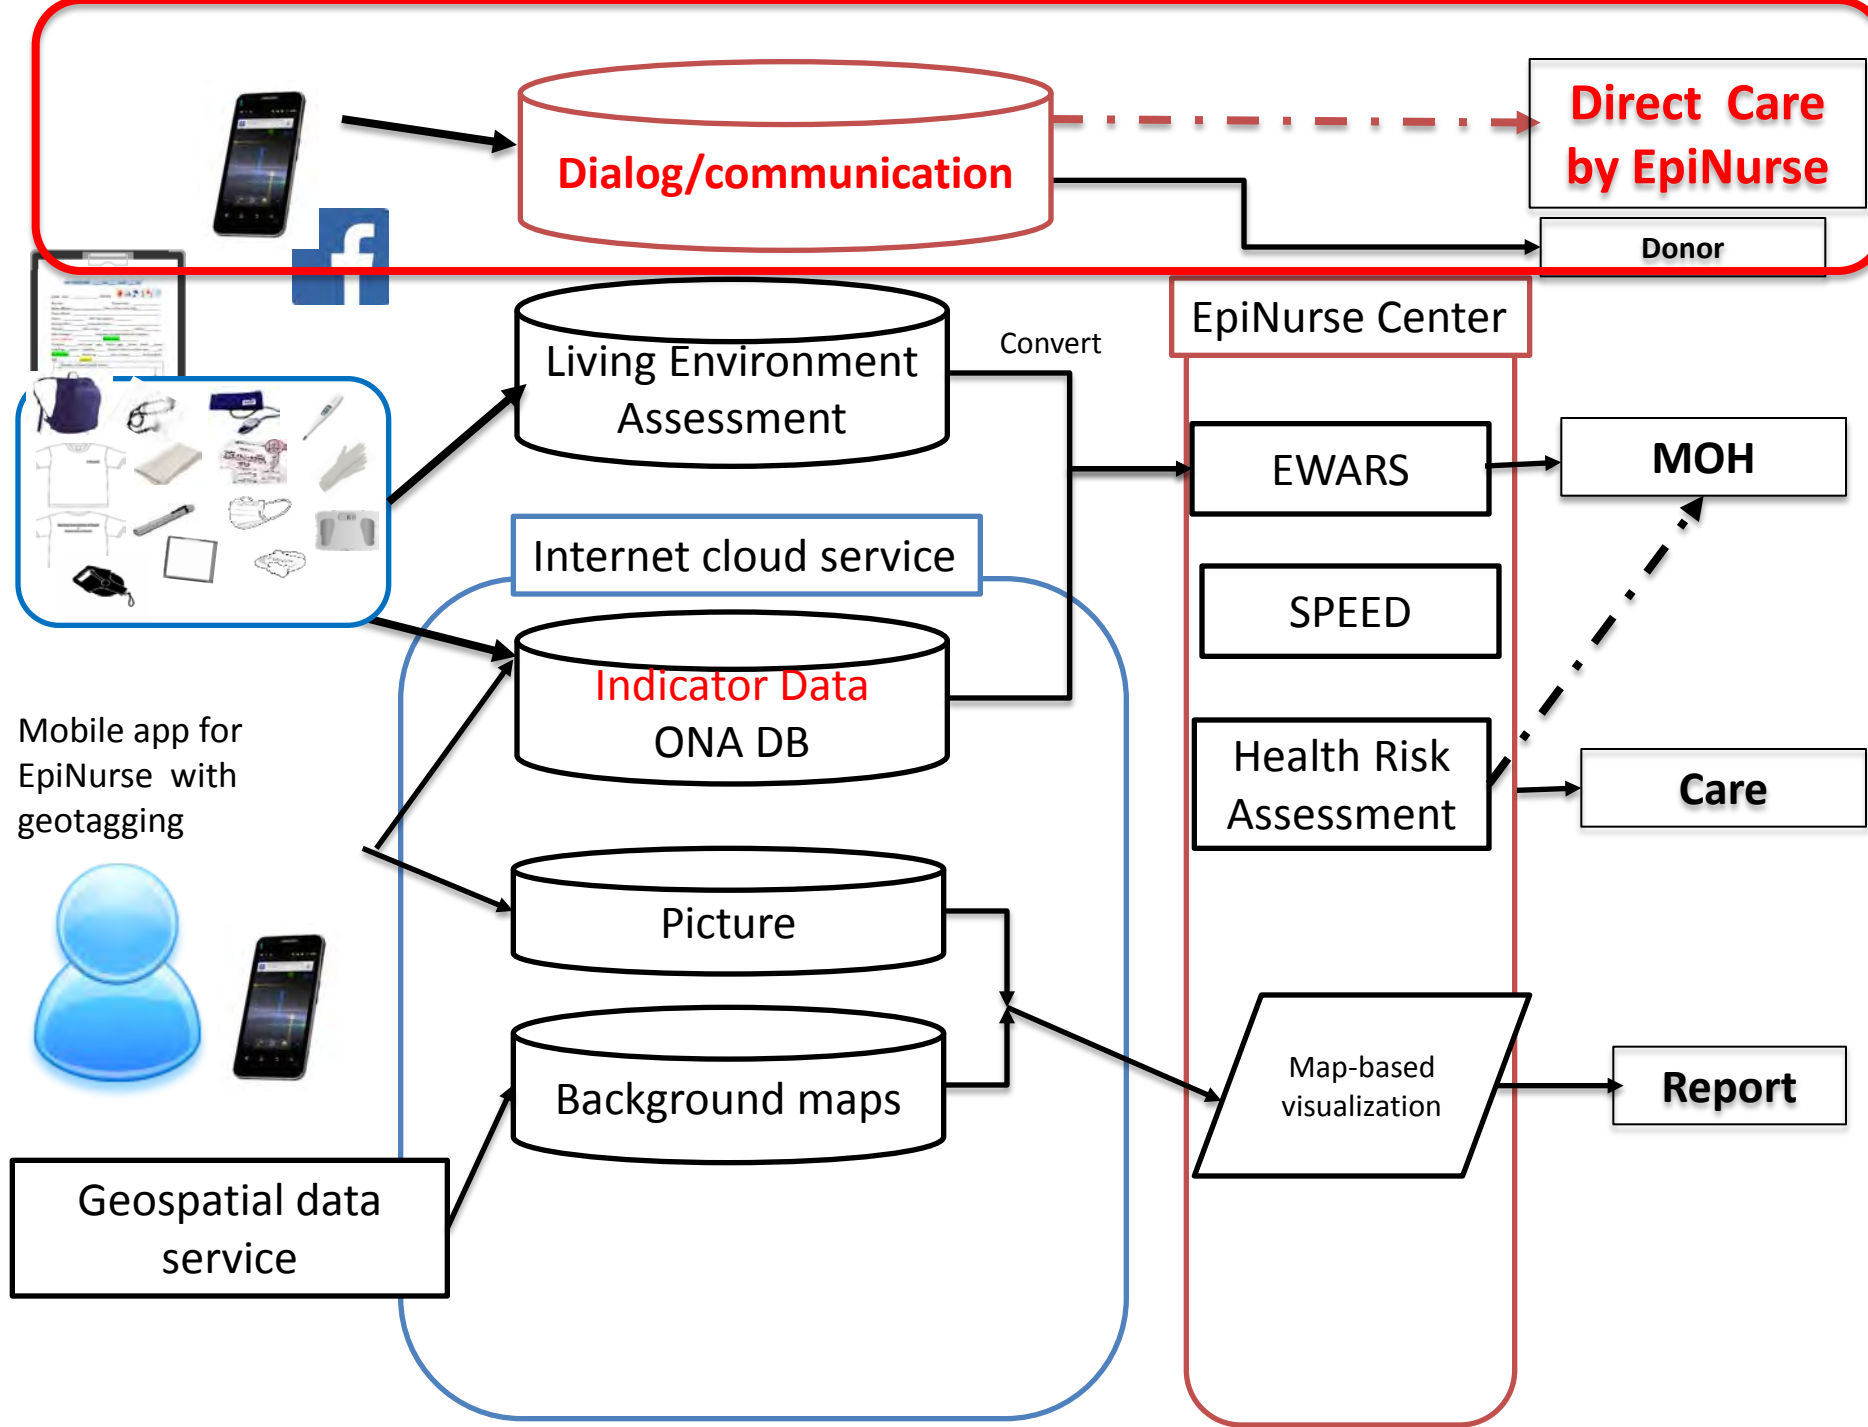 Direct Care
by EpiNurse
Dialog/communication
Donor
f
EpiNurse Center
Living Environment
Assessment
Convert
EWARS
MOH
Internet cloud service
SPEED
Indicator Data
ONA DB
Mobile app for
EpiNurse with
geotagging
Health Risk
Assessment
Care
Picture
Map-based
visualization
Report
Background maps
Geospatial data
service